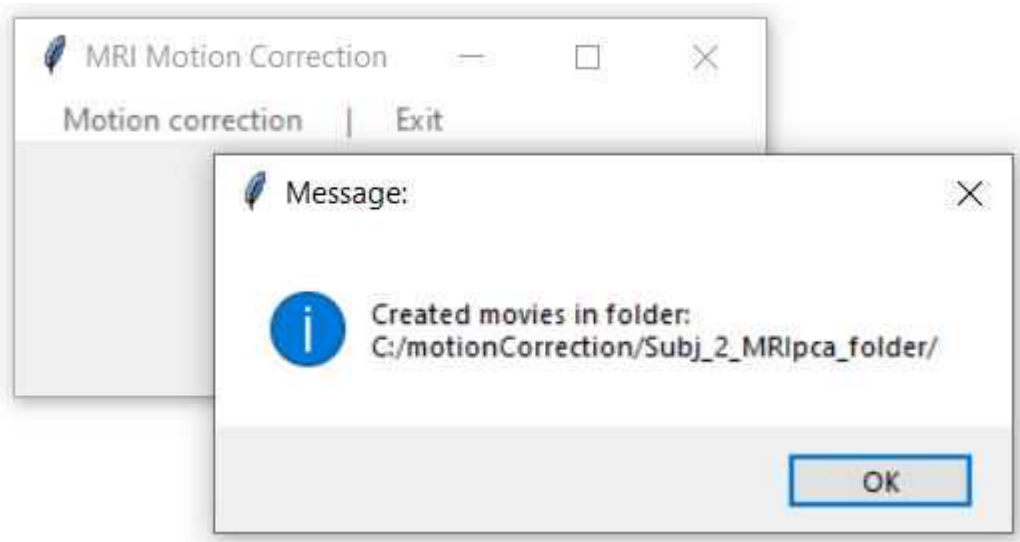 MRI Motion Correction
Motion correction | Exit
Message:
Created movies in folder:
C:/motionCorrection/Subj_2_MRIpca_folder/
OK